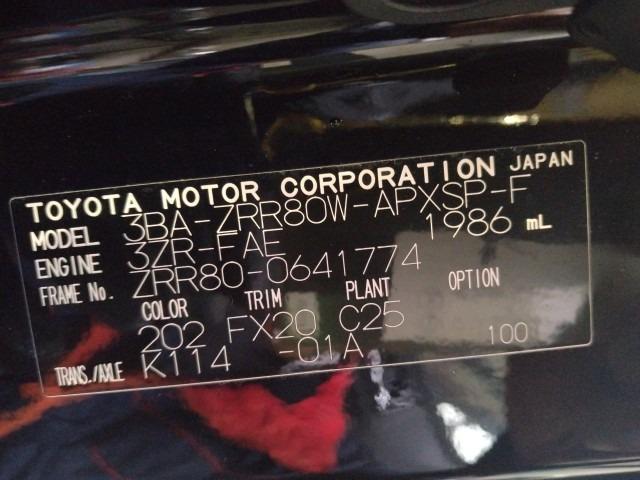 TOYOTA MOTOR CORPORATION JAPAN
MODEL 3BA-ZRR80W-APXSP-F
ENGINE 3ZR-FAE 1986 mL
FRAME No. ZRR80-0641774
COLOR TRIM PLANT OPTION
202 FX20 C25
TRANS./AXLE K114 -01A 100